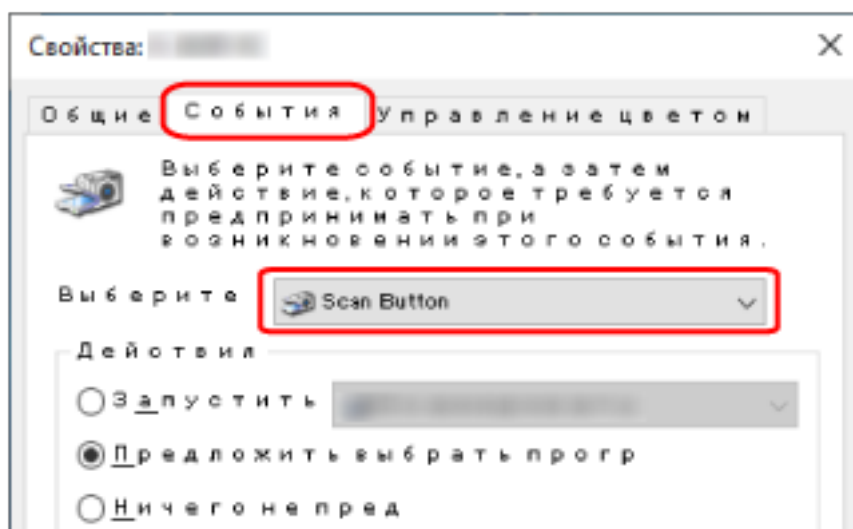 Свойства:
Общие События Управление цветом
Выберите событие, а затем
действие, которое требуется
предпринимать при
возникновении этого события.
Выберите Scan Button
Действия
Запустить
Предложить выбрать прогр
Ничего не пред